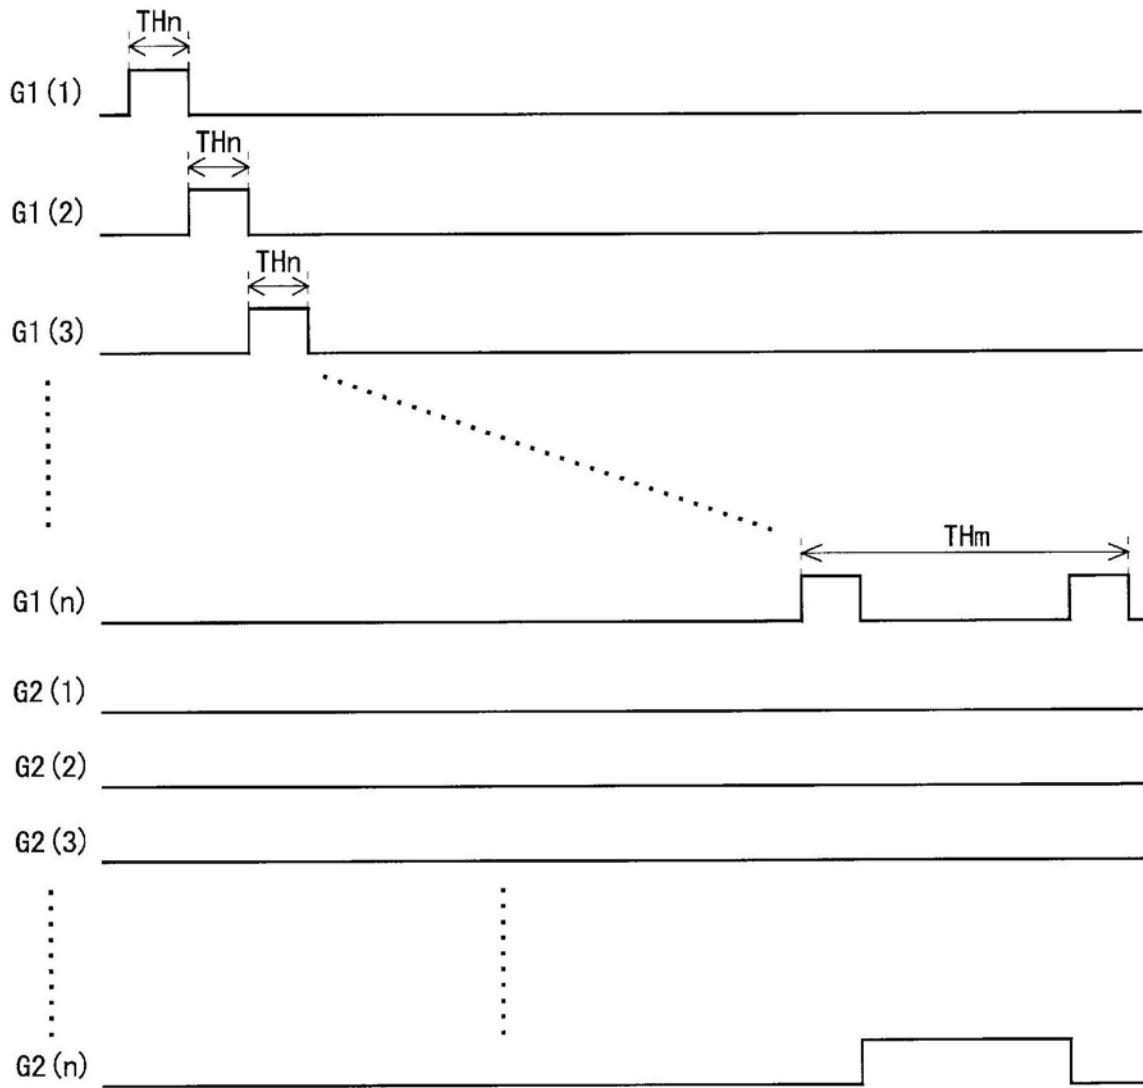 THn
G1(1)
THn
G1(2)
THn
G1(3)
THm
G1(n)
G2(1)
G2(2)
G2(3)
G2(n)